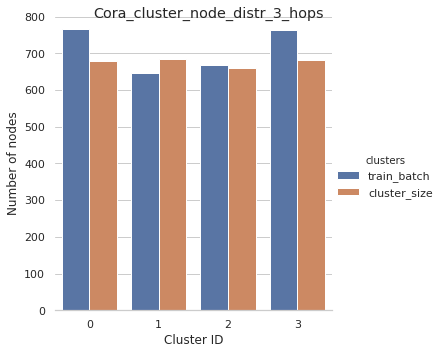 Cora_cluster_node_distr_3_hops
800
700
600
500
400
300
200
100
0
Number of nodes
0 1 2 3
Cluster ID
clusters
train_batch
cluster_size